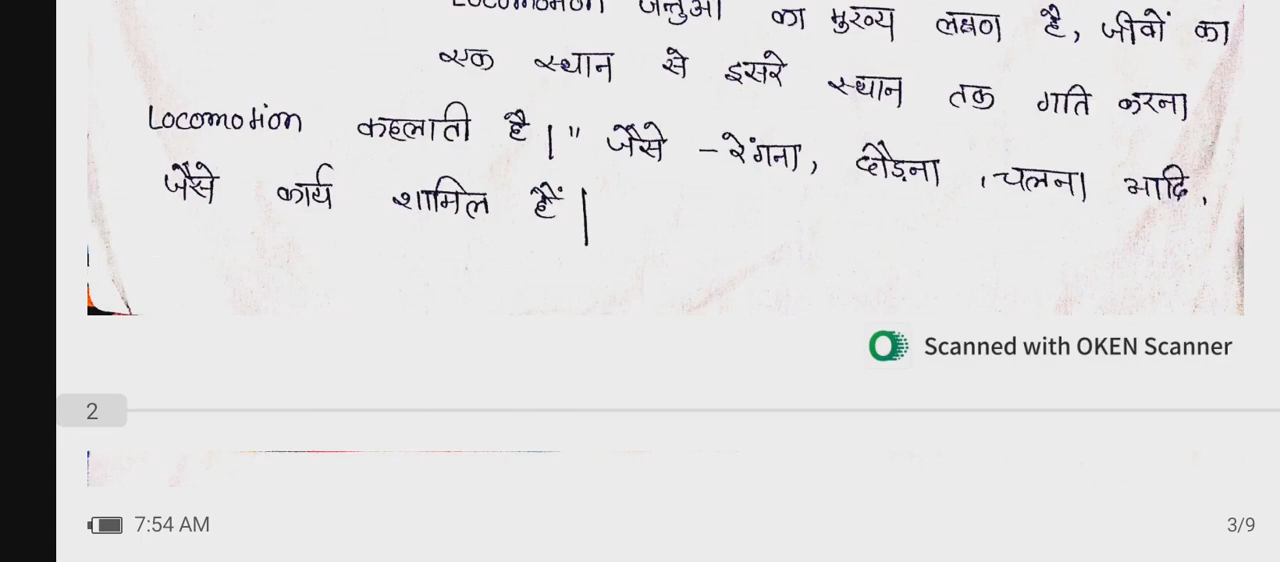 Locomotion जन्तुओ का मुख्य लक्षण है, जीवों का
एक स्थान से दूसरे स्थान तक गति करना
Locomotion कहलाती है।" जैसे - रेंगना, दौड़ना, चलना आदि,
जैसे कार्य शामिल हैं।
Scanned with OKEN Scanner
2
7:54 AM
3/9